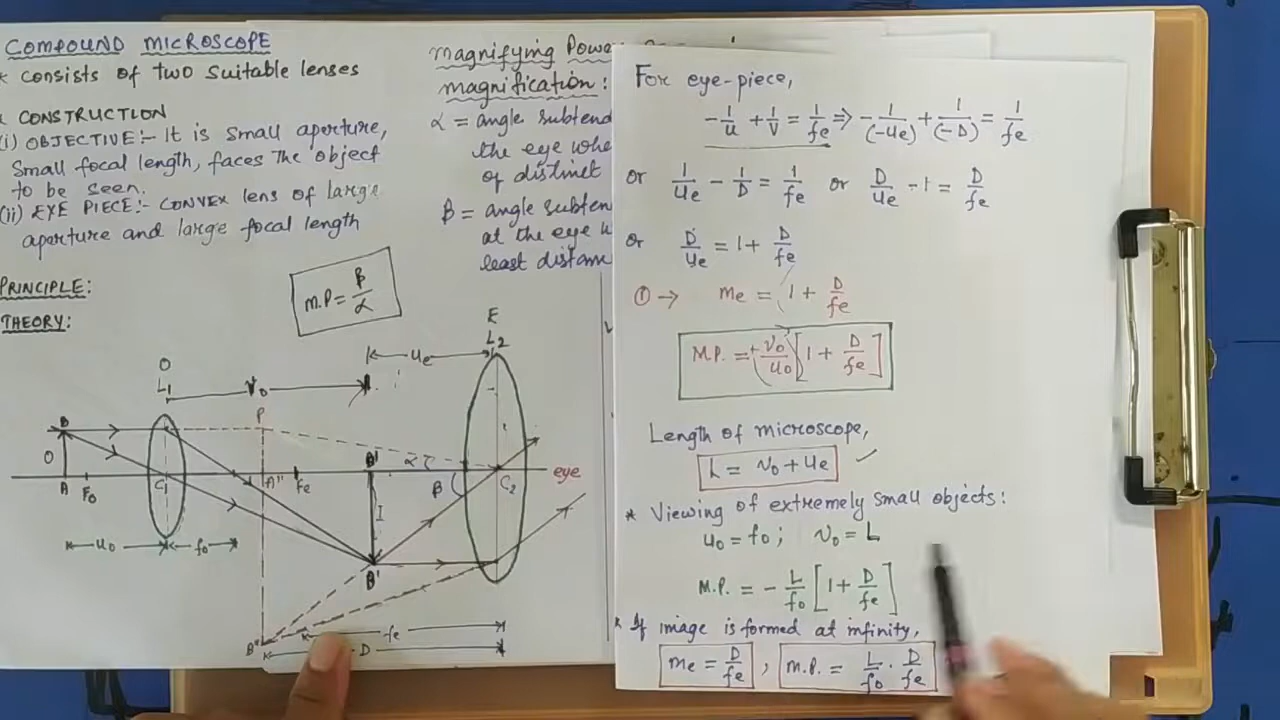 COMPOUND MICROSCOPE
* consists of two suitable lenses
CONSTRUCTION
(i) OBJECTIVE:- It is small aperture,
Small focal length, faces the object
to be seen.
(ii) EYE PIECE:- CONVEX lens of large
aperture and large focal length
PRINCIPLE:
THEORY:
M.P = β/α
magnifying
magnification:
α = angle subtend
the eye
of distinct
β = angle subten
at the eye
least distan
E
L2
O
L1
Vo
ue
B
P
O
A
Fo
C1
A"
fe
A'
α
β
C2
eye
I
uo
fo
B'
B"
fe
D
For eye-piece,
-1/u + 1/v = 1/fe ⇒ -1/(-ue) + 1/(-D) = 1/fe
or 1/ue - 1/D = 1/fe or D/ue - 1 = D/fe
or D/ue = 1 + D/fe
① → me = 1 + D/fe
M.P. = + vo/uo [1 + D/fe]
Length of microscope,
L = vo + ue ✓
* Viewing of extremely small objects:
uo = fo ; vo = L
M.P. = - L/fo [1 + D/fe]
* If image is formed at infinity,
me = D/fe , M.P. = L/fo . D/fe